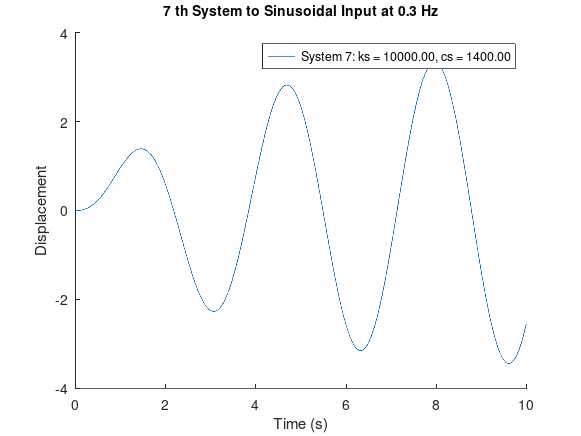 7 th System to Sinusoidal Input at 0.3 Hz
System 7: ks = 10000.00, cs = 1400.00
4
2
0
-2
-4
Displacement
0
2
4
6
8
10
Time (s)